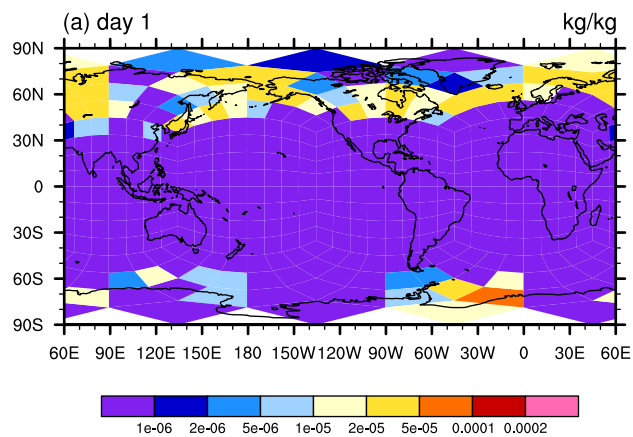 (a) day 1 kg/kg
90N
60N
30N
0
30S
60S
90S
60E 90E 120E 150E 180 150W 120W 90W 60W 30W 0 30E 60E
1e-06 2e-06 5e-06 1e-05 2e-05 5e-05 0.0001 0.0002